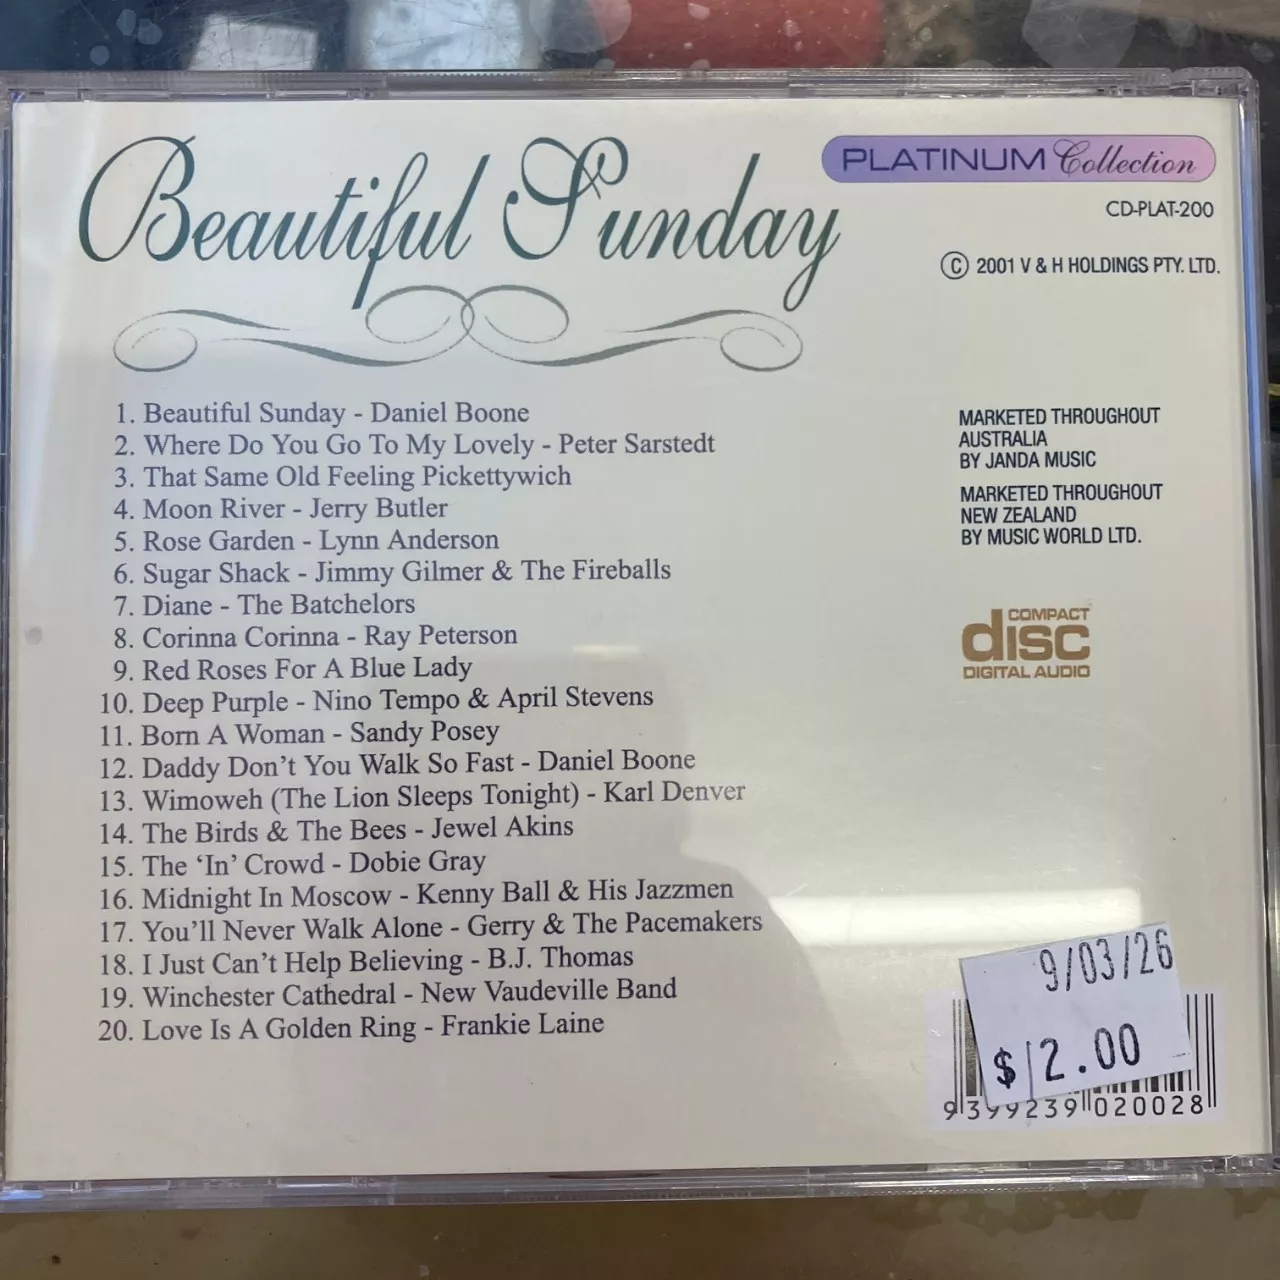 Beautiful Sunday
PLATINUM Collection
CD-PLAT-200
© 2001 V & H HOLDINGS PTY. LTD.
1. Beautiful Sunday - Daniel Boone
2. Where Do You Go To My Lovely - Peter Sarstedt
3. That Same Old Feeling Pickettywich
4. Moon River - Jerry Butler
5. Rose Garden - Lynn Anderson
6. Sugar Shack - Jimmy Gilmer & The Fireballs
7. Diane - The Batchelors
8. Corinna Corinna - Ray Peterson
9. Red Roses For A Blue Lady
10. Deep Purple - Nino Tempo & April Stevens
11. Born A Woman - Sandy Posey
12. Daddy Don’t You Walk So Fast - Daniel Boone
13. Wimoweh (The Lion Sleeps Tonight) - Karl Denver
14. The Birds & The Bees - Jewel Akins
15. The ‘In’ Crowd - Dobie Gray
16. Midnight In Moscow - Kenny Ball & His Jazzmen
17. You’ll Never Walk Alone - Gerry & The Pacemakers
18. I Just Can’t Help Believing - B.J. Thomas
19. Winchester Cathedral - New Vaudeville Band
20. Love Is A Golden Ring - Frankie Laine
MARKETED THROUGHOUT
AUSTRALIA
BY JANDA MUSIC
MARKETED THROUGHOUT
NEW ZEALAND
BY MUSIC WORLD LTD.
COMPACT
disc
DIGITAL AUDIO
9/03/26
$12.00
9 399239 020028